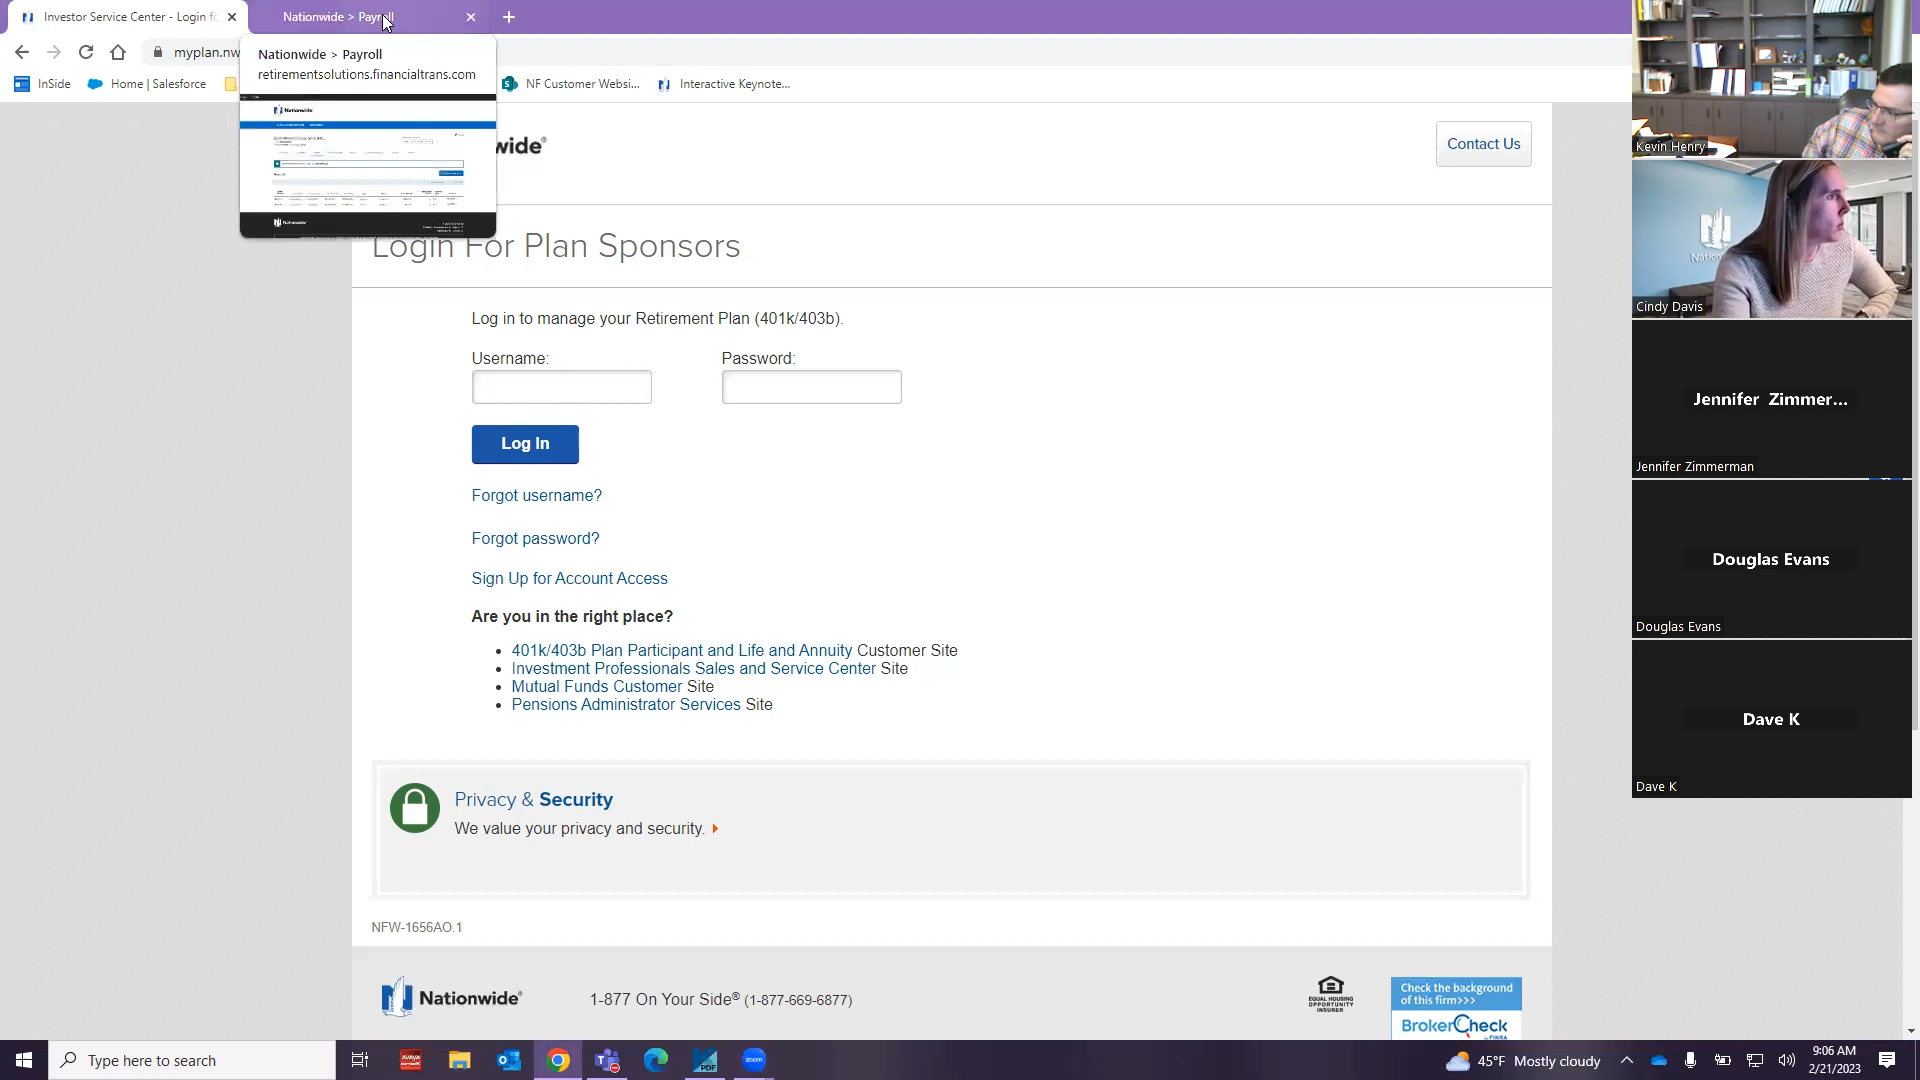 Investor Service Center - Login fo
Nationwide > Payroll
myplan.nw
Nationwide > Payroll
retirementsolutions.financialtrans.com
InSide
Home | Salesforce
NF Customer Websi...
Interactive Keynote...
Nationwide
wide®
Contact Us
Login For Plan Sponsors
Log in to manage your Retirement Plan (401k/403b).
Username:
Password:
Log In
Forgot username?
Forgot password?
Sign Up for Account Access
Are you in the right place?
• 401k/403b Plan Participant and Life and Annuity Customer Site
• Investment Professionals Sales and Service Center Site
• Mutual Funds Customer Site
• Pensions Administrator Services Site
Privacy & Security
We value your privacy and security.
NFW-1656AO.1
Nationwide®
1-877 On Your Side® (1-877-669-6877)
EQUAL HOUSING
OPPORTUNITY
INSURER
Check the background
of this firm>>>
BrokerCheck
Kevin Henry
Cindy Davis
Jennifer Zimmer...
Jennifer Zimmerman
Douglas Evans
Douglas Evans
Dave K
Dave K
Type here to search
PDF
zoom
45°F Mostly cloudy
9:06 AM
2/21/2023